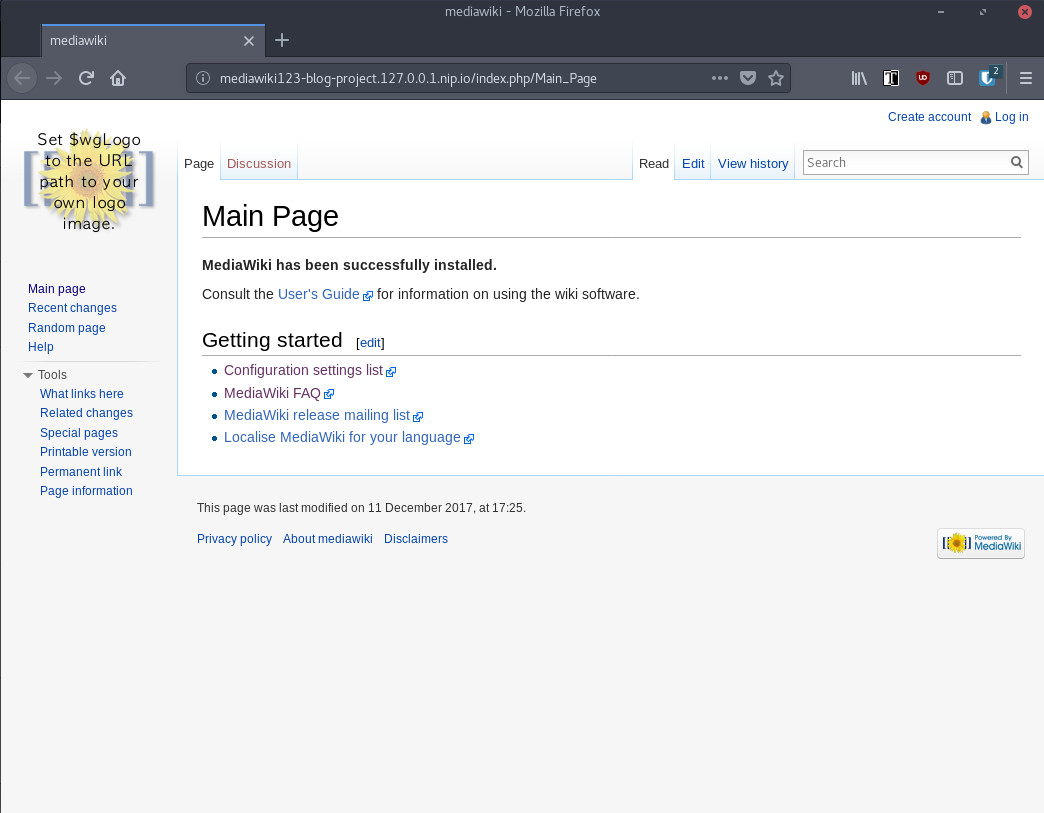 mediawiki - Mozilla Firefox
mediawiki
mediawiki123-blog-project.127.0.0.1.nip.io/index.php/Main_Page
2
Create account Log in
Set $wgLogo
to the URL
path to your
own logo
image.
Page Discussion Read Edit View history Search
Main Page
MediaWiki has been successfully installed.
Consult the User's Guide for information on using the wiki software.
Getting started [edit]
Configuration settings list
MediaWiki FAQ
MediaWiki release mailing list
Localise MediaWiki for your language
Main page
Recent changes
Random page
Help
Tools
What links here
Related changes
Special pages
Printable version
Permanent link
Page information
This page was last modified on 11 December 2017, at 17:25.
Privacy policy About mediawiki Disclaimers
Powered By
MediaWiki